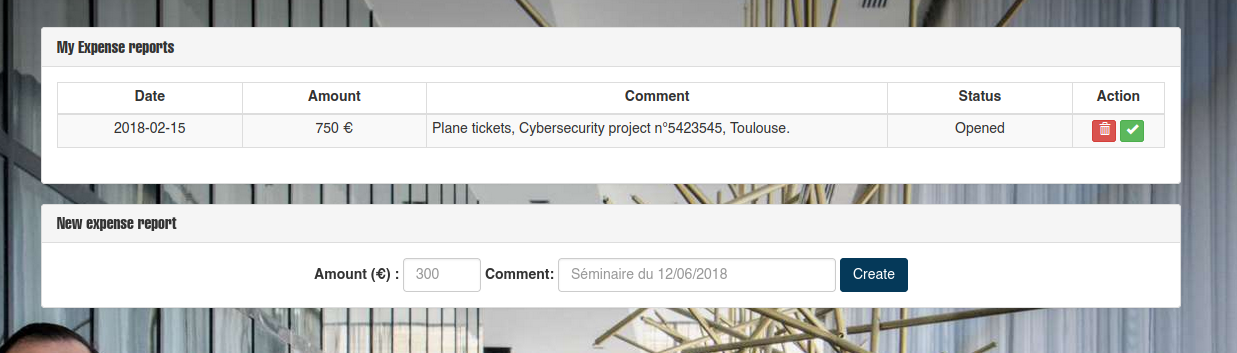 My Expense reports
Date Amount Comment Status Action
2018-02-15 750 € Plane tickets, Cybersecurity project n°5423545, Toulouse. Opened
New expense report
Amount (€) : 300 Comment: Séminaire du 12/06/2018 Create